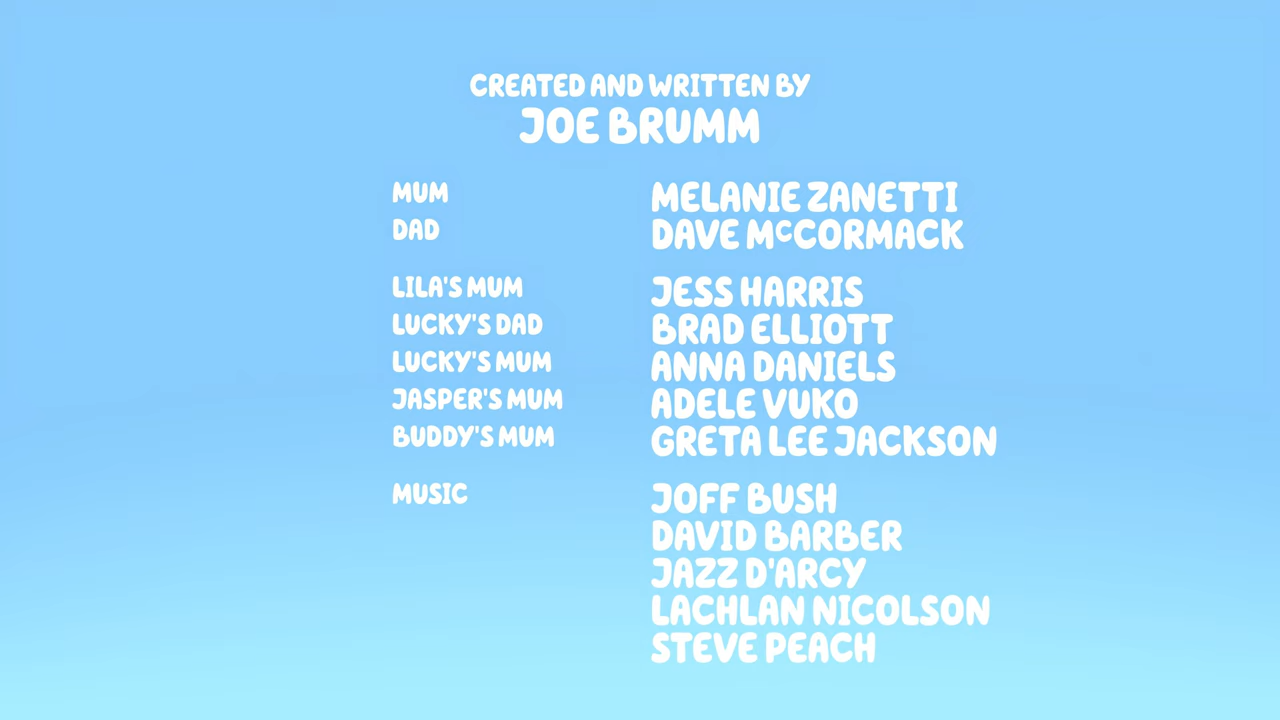 CREATED AND WRITTEN BY
JOE BRUMM
MUM MELANIE ZANETTI
DAD DAVE McCORMACK
LILA'S MUM JESS HARRIS
LUCKY'S DAD BRAD ELLIOTT
LUCKY'S MUM ANNA DANIELS
JASPER'S MUM ADELE VUKO
BUDDY'S MUM GRETA LEE JACKSON
MUSIC JOFF BUSH
DAVID BARBER
JAZZ D'ARCY
LACHLAN NICOLSON
STEVE PEACH